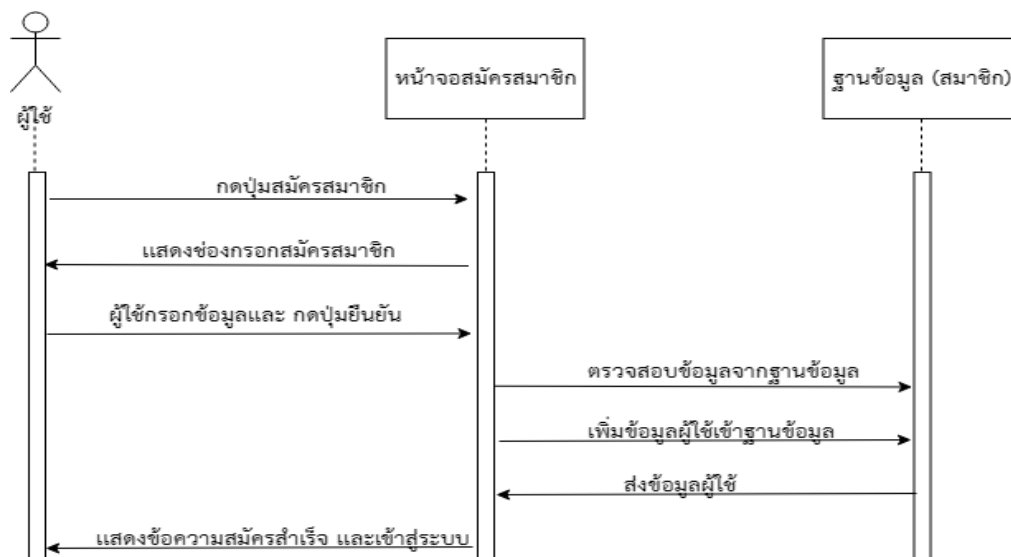 ผู้ใช้
หน้าจอสมัครสมาชิก
ฐานข้อมูล (สมาชิก)
กดปุ่มสมัครสมาชิก
แสดงช่องกรอกสมัครสมาชิก
ผู้ใช้กรอกข้อมูลและ กดปุ่มยืนยัน
ตรวจสอบข้อมูลจากฐานข้อมูล
เพิ่มข้อมูลผู้ใช้เข้าฐานข้อมูล
ส่งข้อมูลผู้ใช้
แสดงข้อความสมัครสำเร็จ และเข้าสู่ระบบ